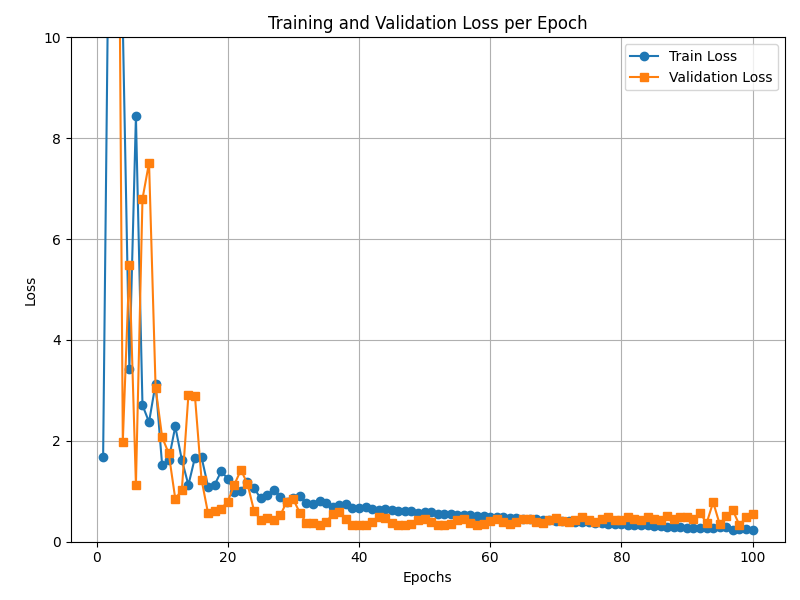 Training and Validation Loss per Epoch
Train Loss
Validation Loss
Loss
10
8
6
4
2
0
0 20 40 60 80 100
Epochs